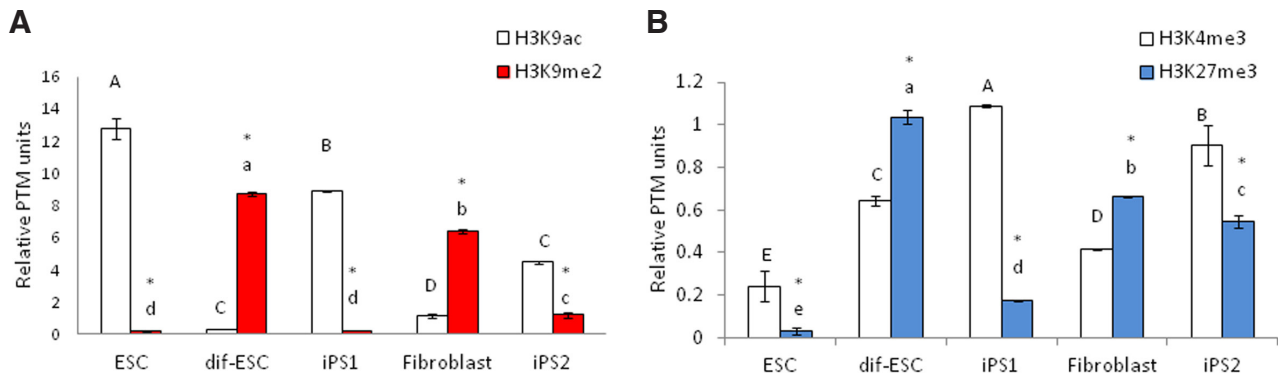 A
H3K9ac
H3K9me2
Relative PTM units
16
14
12
10
8
6
4
2
0
A
*
d
*
a
C
B
*
d
*
b
D
C
*
c
ESC
dif-ESC
iPS1
Fibroblast
iPS2
B
H3K4me3
H3K27me3
Relative PTM units
1.2
1
0.8
0.6
0.4
0.2
0
E
*
e
*
a
C
A
*
d
*
b
D
B
*
c
ESC
dif-ESC
iPS1
Fibroblast
iPS2